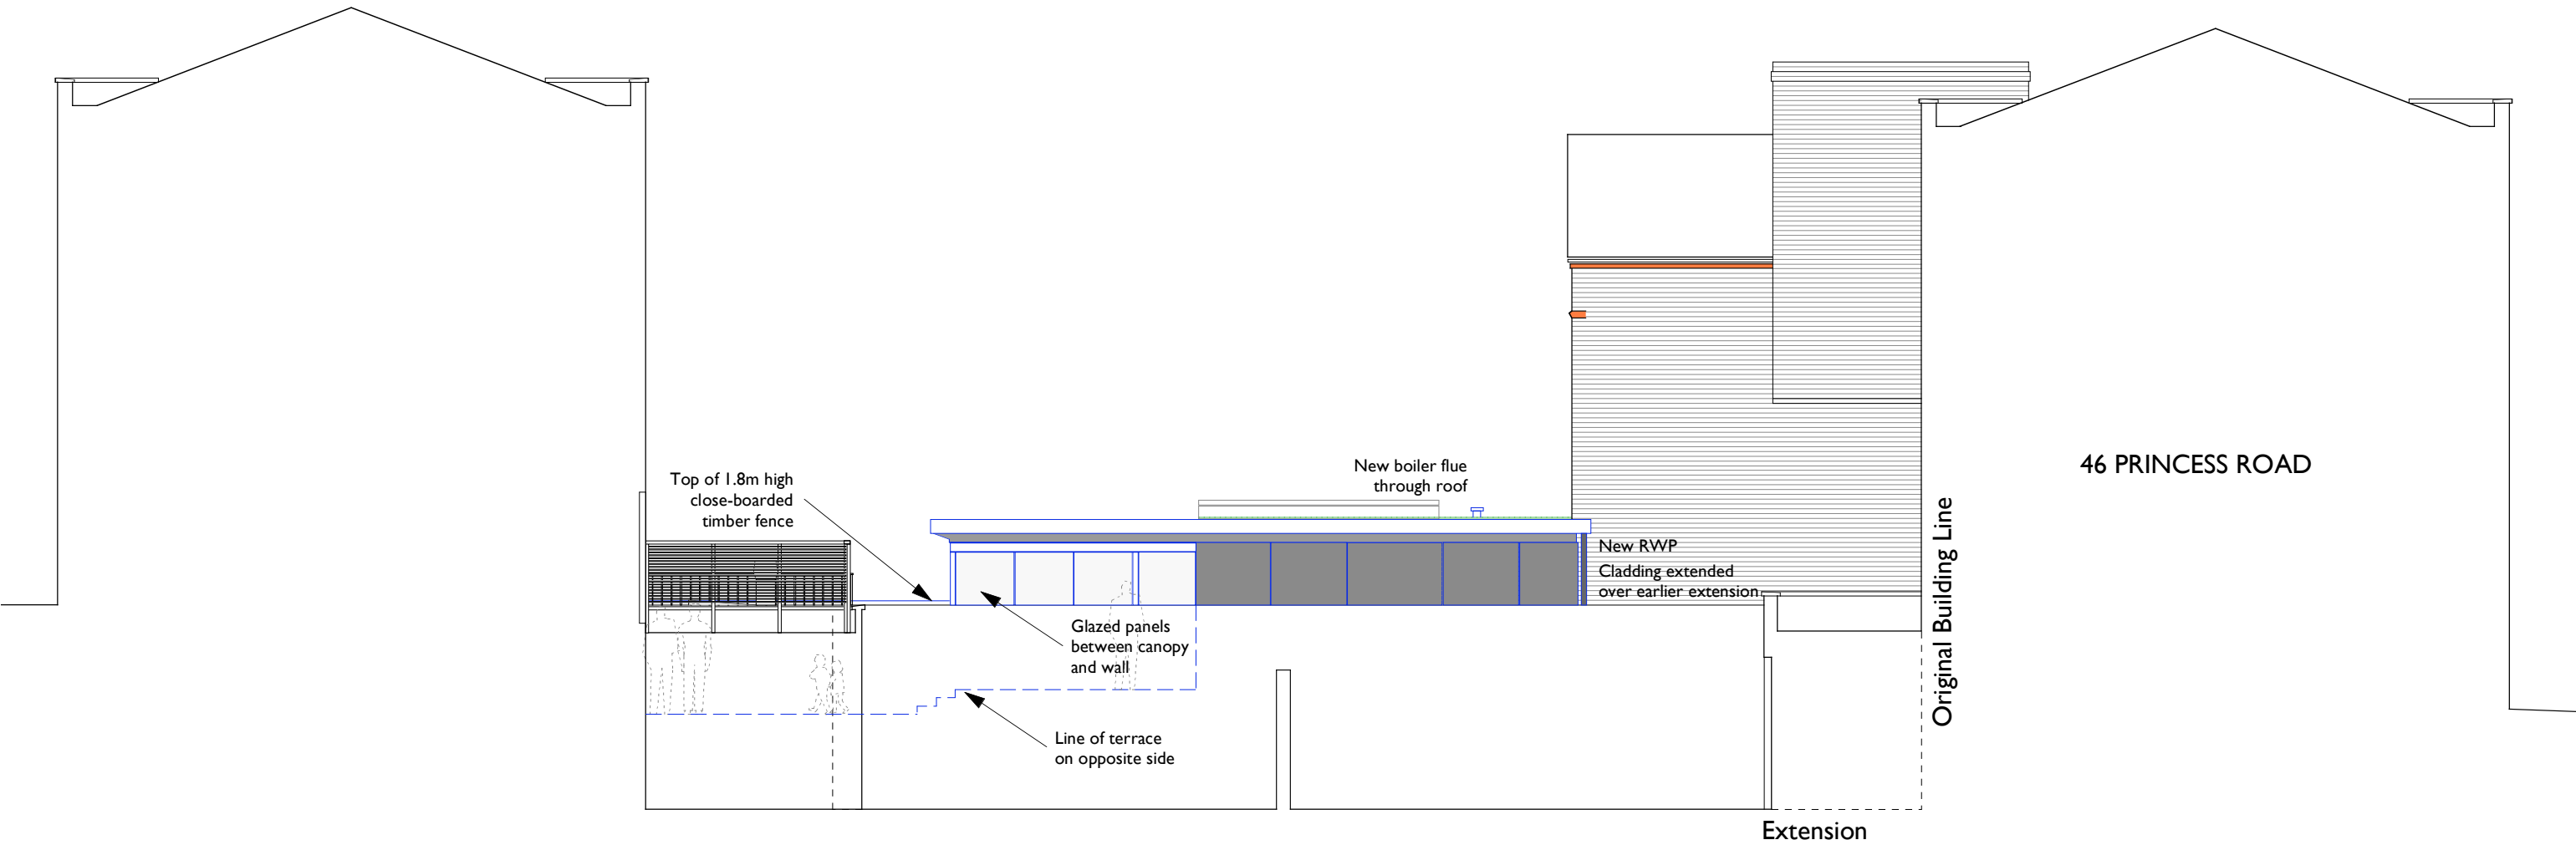 Top of 1.8m high
close-boarded
timber fence
New boiler flue
through roof
46 PRINCESS ROAD
New RWP
Cladding extended
over earlier extension
Glazed panels
between canopy
and wall
Line of terrace
on opposite side
Original Building Line
Extension